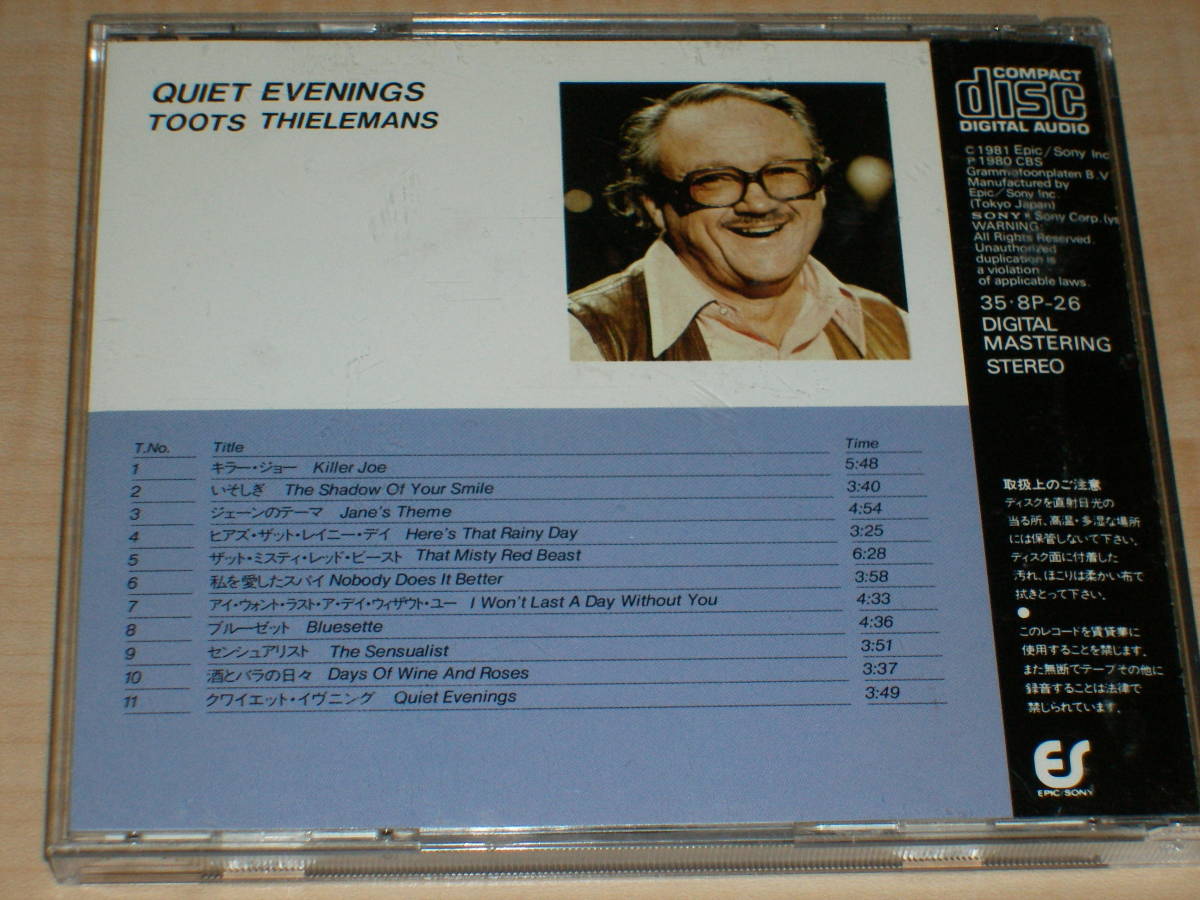 QUIET EVENINGS
TOOTS THIELEMANS
COMPACT
disc
DIGITAL AUDIO
C 1981 Epic/Sony Inc
P 1980 CBS
Grammofoonplaten B.V
Manufactured by
Epic/Sony Inc.
(Tokyo Japan)
SONY ® Sony Corp.
WARNING:
All Rights Reserved.
Unauthorized
duplication is
a violation
of applicable laws.
35・8P-26
DIGITAL
MASTERING
STEREO
T.No. Title Time
1 キラー・ジョー Killer Joe 5:48
2 いそしぎ The Shadow Of Your Smile 3:40
3 ジェーンのテーマ Jane's Theme 4:54
4 ヒアズ・ザット・レイニー・デイ Here's That Rainy Day 3:25
5 ザット・ミスティ・レッド・ビースト That Misty Red Beast 6:28
6 私を愛したスパイ Nobody Does It Better 3:58
7 アイ・ウォント・ラスト・ア・デイ・ウィザウト・ユー I Won't Last A Day Without You 4:33
8 ブルーゼット Bluesette 4:36
9 センシュアリスト The Sensualist 3:51
10 酒とバラの日々 Days Of Wine And Roses 3:37
11 クワイエット・イヴニング Quiet Evenings 3:49
取扱上のご注意
ディスクを直射日光の
当る所、高温・多湿な場所
には保管しないで下さい。
ディスク面に付着した
汚れ、ほこりは柔かい布で
拭きとって下さい。
このレコードを賃貸業に
使用することを禁じます。
また無断でテープその他に
録音することは法律で
禁じられています。
ES
EPIC/SONY